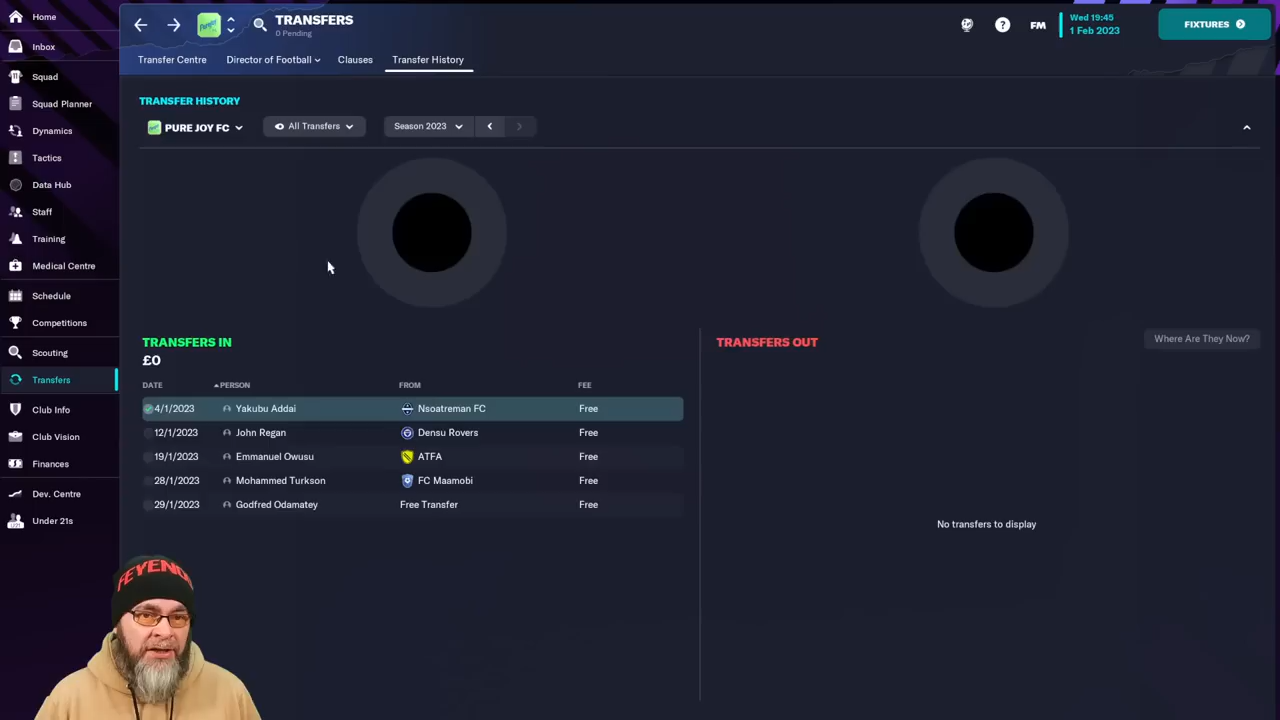 Home
Inbox
Squad
Squad Planner
Dynamics
Tactics
Data Hub
Staff
Training
Medical Centre
Schedule
Competitions
Scouting
Transfers
Club Info
Club Vision
Finances
Dev. Centre
Under 21s
TRANSFERS
0 Pending
FM
Wed 19:45
1 Feb 2023
FIXTURES
Transfer Centre
Director of Football
Clauses
Transfer History
TRANSFER HISTORY
PURE JOY FC
All Transfers
Season 2023
TRANSFERS IN
£0
DATE PERSON FROM FEE
4/1/2023 Yakubu Addai Nsoatreman FC Free
12/1/2023 John Regan Densu Rovers Free
19/1/2023 Emmanuel Owusu ATFA Free
28/1/2023 Mohammed Turkson FC Maamobi Free
29/1/2023 Godfred Odamatey Free Transfer Free
TRANSFERS OUT
Where Are They Now?
No transfers to display